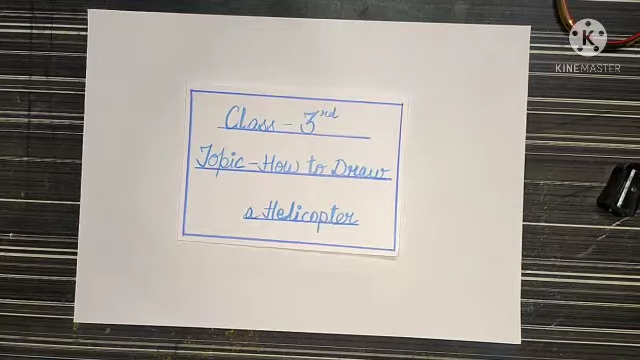 Class - 3rd
Topic - How to Draw
a Helicopter
K
KINEMASTER